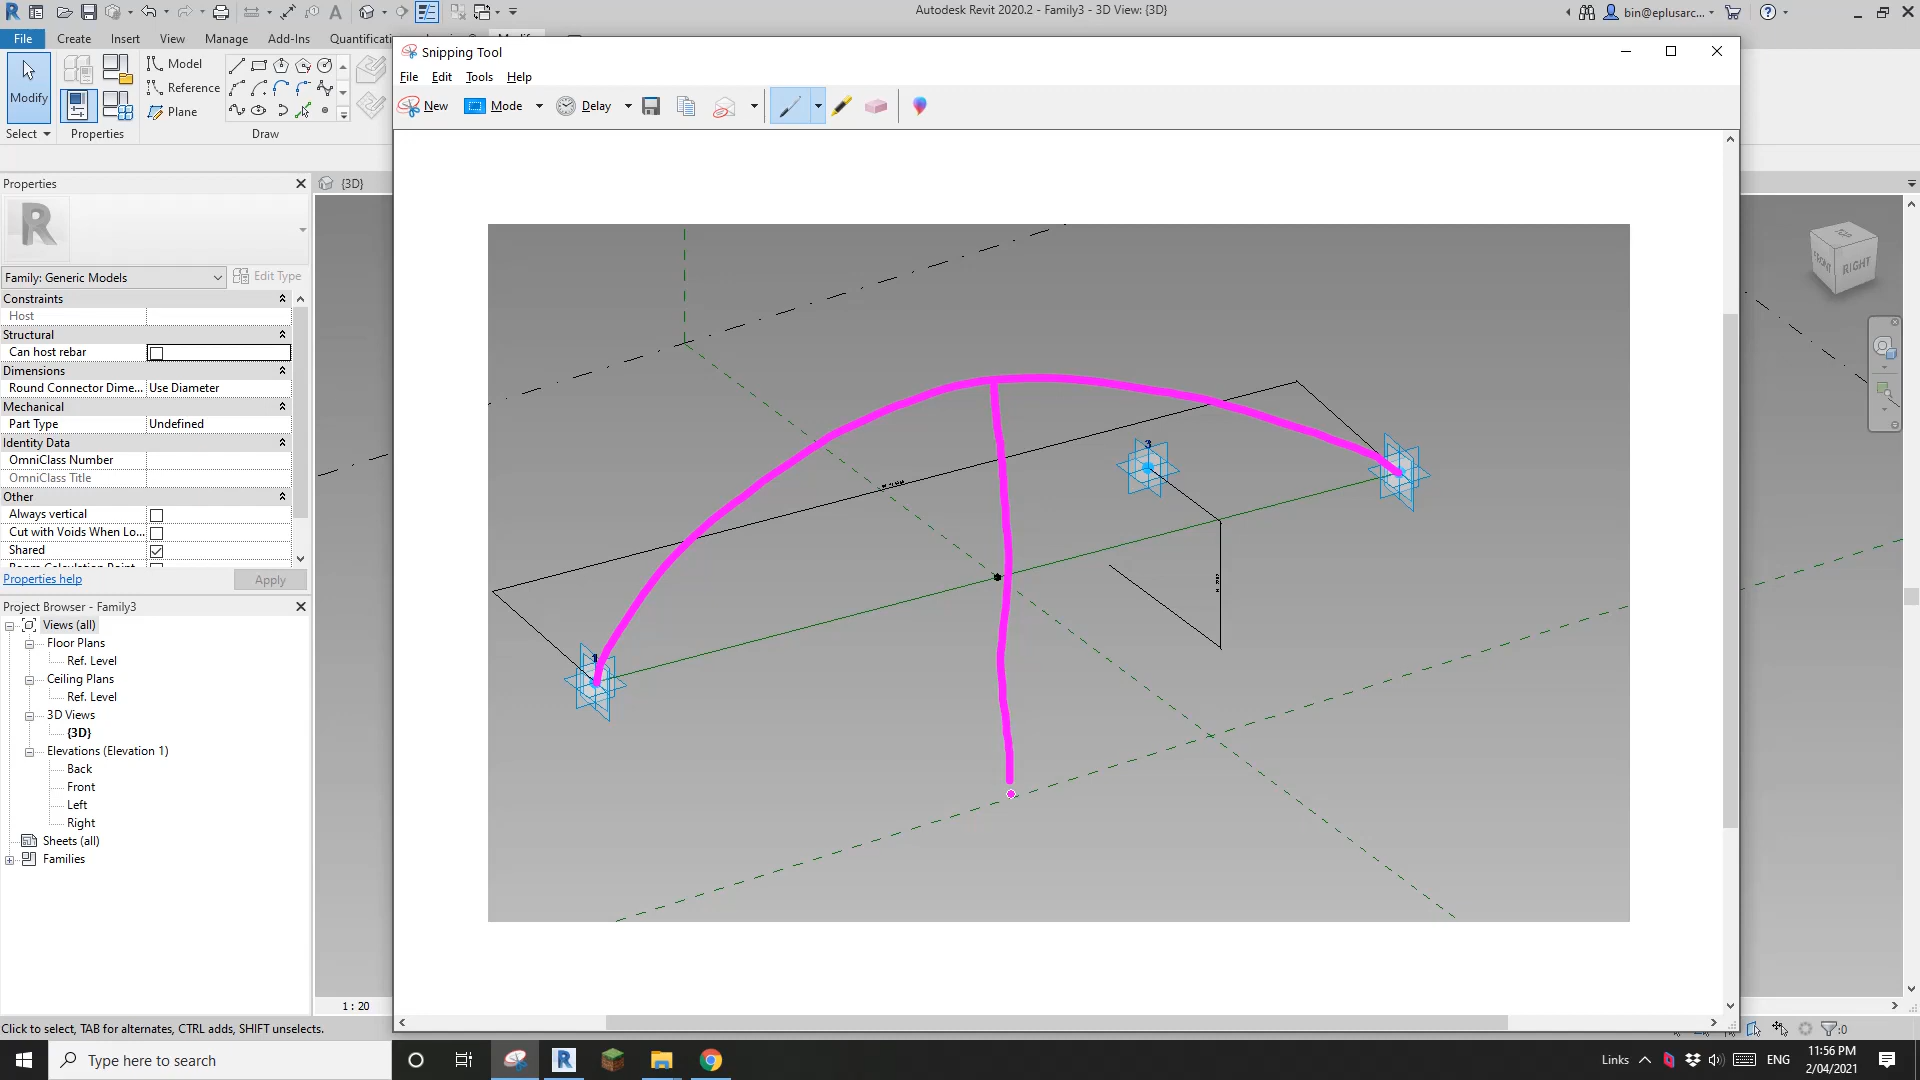 Autodesk Revit 2020.2 - Family3 - 3D View: {3D}
bin@eplusarc...
File Create Insert View Manage Add-Ins Quantificati
Modify
Select
Properties
Model
Reference
Plane
Draw
Snipping Tool
File Edit Tools Help
New Mode Delay
Properties
{3D}
R
Family: Generic Models
Edit Type
Constraints
Host
Structural
Can host rebar
Dimensions
Round Connector Dime... Use Diameter
Mechanical
Part Type Undefined
Identity Data
OmniClass Number
OmniClass Title
Other
Always vertical
Cut with Voids When Lo...
Shared
Properties help
Apply
Project Browser - Family3
Views (all)
Floor Plans
Ref. Level
Ceiling Plans
Ref. Level
3D Views
{3D}
Elevations (Elevation 1)
Back
Front
Left
Right
Sheets (all)
Families
1
3
TOP
FRONT
RIGHT
1 : 20
Click to select, TAB for alternates, CTRL adds, SHIFT unselects.
:0
Type here to search
Links
ENG
11:56 PM
2/04/2021